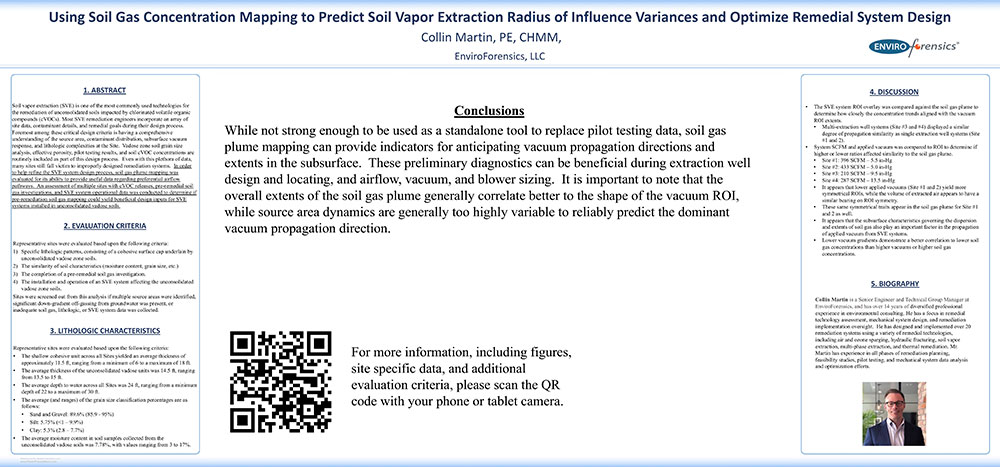 Using Soil Gas Concentration Mapping to Predict Soil Vapor Extraction Radius of Influence Variances and Optimize Remedial System Design
Collin Martin, PE, CHMM,
EnviroForensics, LLC
ENVIROforensics®
1. ABSTRACT
Soil vapor extraction (SVE) is one of the most commonly used technologies for
the remediation of unconsolidated soils impacted by chlorinated volatile organic
compounds (cVOCs). Most SVE remediation engineers incorporate an array of
site data, contaminant details, and remedial goals during their design process.
Foremost among these critical design criteria is having a comprehensive
understanding of the source area, contaminant distribution, subsurface vacuum
response, and lithologic complexities at the Site. Vadose zone soil grain size
analysis, effective porosity, pilot testing results, and soil cVOC concentrations are
routinely included as part of this design process. Even with this plethora of data,
many sites still fall victim to improperly designed remediation systems. In order
to help refine the SVE system design process, soil gas plume mapping was
evaluated for its ability to provide useful data regarding preferential airflow
pathways. An assessment of multiple sites with cVOC releases, pre-remedial soil
gas investigations, and SVE system operational data was conducted to determine if
pre-remediation soil gas mapping could yield beneficial design inputs for SVE
systems installed in unconsolidated vadose soils.
2. EVALUATION CRITERIA
Representative sites were evaluated based upon the following criteria:
1) Specific lithologic patterns, consisting of a cohesive surface cap underlain by
unconsolidated vadose zone soils.
2) The similarity of soil characteristics (moisture content, grain size, etc.)
3) The completion of a pre-remedial soil gas investigation.
4) The installation and operation of an SVE system affecting the unconsolidated
vadose zone soils.
Sites were screened out from this analysis if multiple source areas were identified,
significant down-gradient off-gassing from groundwater was present, or
inadequate soil gas, lithologic, or SVE system data was collected.
3. LITHOLOGIC CHARACTERISTICS
Representative sites were evaluated based upon the following criteria:
• The shallow cohesive unit across all Sites yielded an average thickness of
approximately 11.5 ft, ranging from a minimum of 6 to a maximum of 18 ft.
• The average thickness of the unconsolidated vadose units was 14.5 ft, ranging
from 13.5 to 15 ft.
• The average depth to water across all Sites was 24 ft, ranging from a minimum
depth of 22 to a maximum of 30 ft.
• The average (and ranges) of the grain size classification percentages are as
follows:
• Sand and Gravel: 89.6% (85.9 - 95%)
• Silt: 5.75% (<1 – 9.9%)
• Clay: 5.3% (2.8 – 7.7%)
• The average moisture content in soil samples collected from the
unconsolidated vadose soils was 7.74%, with values ranging from 3 to 17%.
Conclusions
While not strong enough to be used as a standalone tool to replace pilot testing data, soil gas
plume mapping can provide indicators for anticipating vacuum propagation directions and
extents in the subsurface. These preliminary diagnostics can be beneficial during extraction well
design and locating, and airflow, vacuum, and blower sizing. It is important to note that the
overall extents of the soil gas plume generally correlate better to the shape of the vacuum ROI,
while source area dynamics are generally too highly variable to reliably predict the dominant
vacuum propagation direction.
For more information, including figures,
site specific data, and additional
evaluation criteria, please scan the QR
code with your phone or tablet camera.
4. DISCUSSION
• The SVE system ROI overlay was compared against the soil gas plume to
determine how closely the concentration trends aligned with the vacuum
ROI extents.
• Multi-extraction well systems (Site #3 and #4) displayed a similar
degree of propagation similarity as single extraction well systems (Site
#1 and 2).
• System SCFM and applied vacuum was compared to ROI to determine if
higher or lower ratios affected similarity to the soil gas plume.
• Site #1: 396 SCFM - 5.5 in-Hg
• Site #2: 433 SCFM - 5.0 in-Hg
• Site #3: 210 SCFM - 9.5 in-Hg
• Site #4: 287 SCFM - 13.5 in-Hg
• It appears that lower applied vacuums (Site #1 and 2) yield more
symmetrical ROIs, while the volume of extracted air appears to have a
similar bearing on ROI symmetry.
• These same symmetrical traits appear in the soil gas plume for Site #1
and 2 as well.
• It appears that the subsurface characteristics governing the dispersion
and extents of soil gas also play an important factor in the propagation
of applied vacuum from SVE systems.
• Lower vacuum gradients demonstrate a better correlation to lower soil
gas concentrations than higher vacuums or higher soil gas
concentrations.
5. BIOGRAPHY
Collin Martin is a Senior Engineer and Technical Group Manager at
EnviroForensics, and has over 14 years of diversified professional
experience in environmental consulting. He has a focus in remedial
technology assessment, mechanical system design, and remediation
implementation oversight. He has designed and implemented over 20
remediation systems using a variety of remedial technologies,
including air and ozone sparging, hydraulic fracturing, soil vapor
extraction, multi-phase extraction, and thermal remediation. Mr
Martin has experience in all phases of remediation planning,
feasibility studies, pilot testing, and mechanical system data analysis
and optimization efforts.